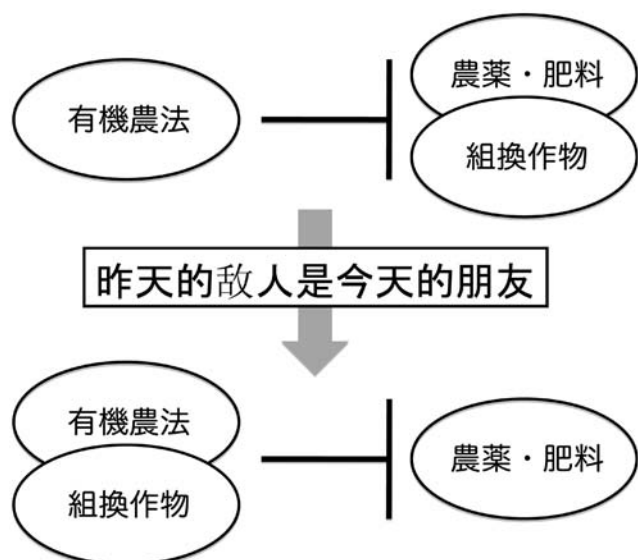 有機農法
農薬・肥料
組換作物
昨天的敌人是今天的朋友
有機農法
組換作物
農薬・肥料